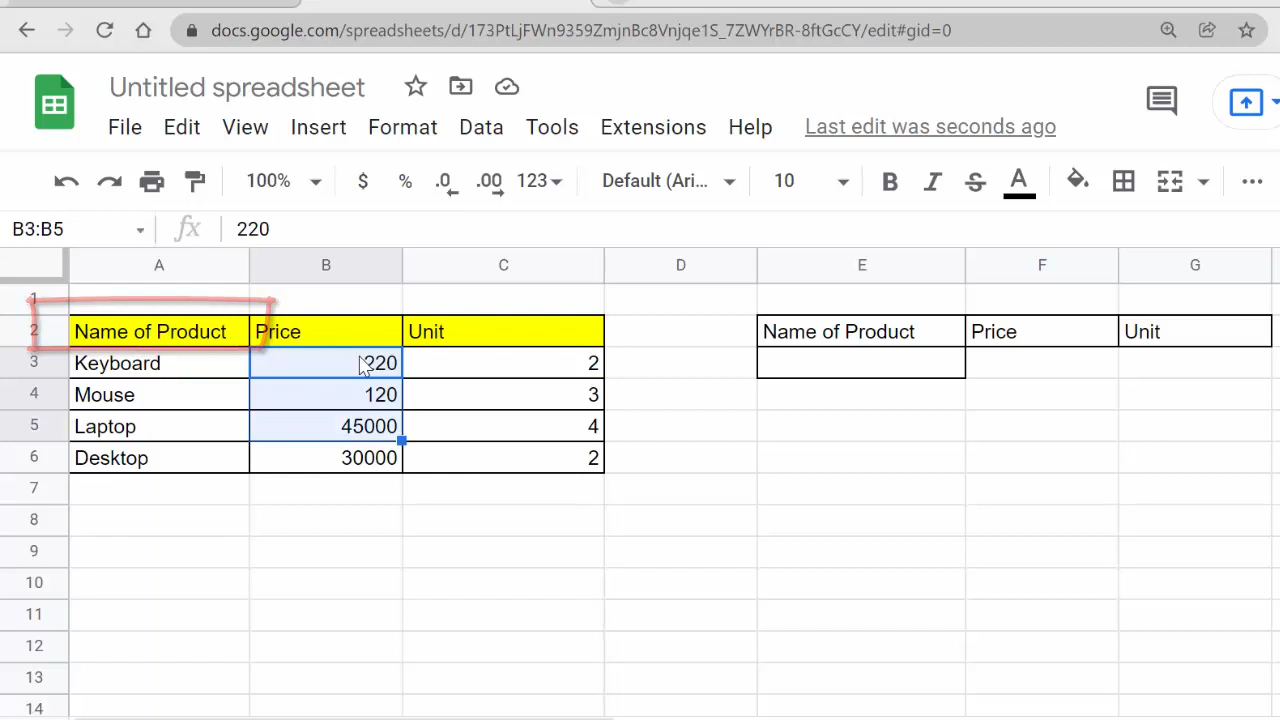 docs.google.com/spreadsheets/d/173PtLjFWn9359ZmjnBc8Vnjqe1S_7ZWYrBR-8ftGcCY/edit#gid=0
Untitled spreadsheet
File Edit View Insert Format Data Tools Extensions Help Last edit was seconds ago
100% $ % .0 .00 123 Default (Ari... 10 B I S A
B3:B5 fx 220
A B C D E F G
1
2 Name of Product Price Unit Name of Product Price Unit
3 Keyboard 220 2
4 Mouse 120 3
5 Laptop 45000 4
6 Desktop 30000 2
7
8
9
10
11
12
13
14